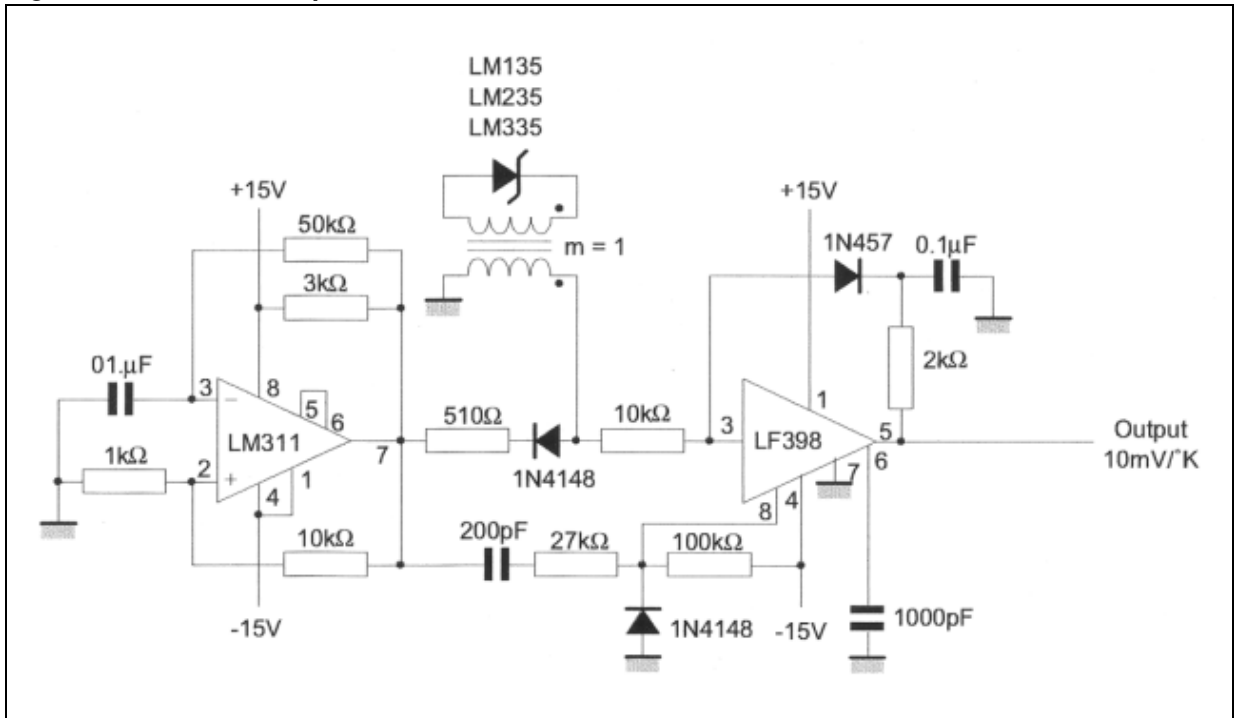 LM135
LM235
LM335
+15V
+15V
50kΩ
m = 1
1N457
0.1µF
3kΩ
2kΩ
01.µF
3
−
8
5
6
LM311
7
510Ω
10kΩ
3
1
LF398
5
6
Output
10mV/°K
1kΩ
2
+
4
1
1N4148
8
4
7
200pF
27kΩ
100kΩ
10kΩ
1N4148
-15V
1000pF
-15V